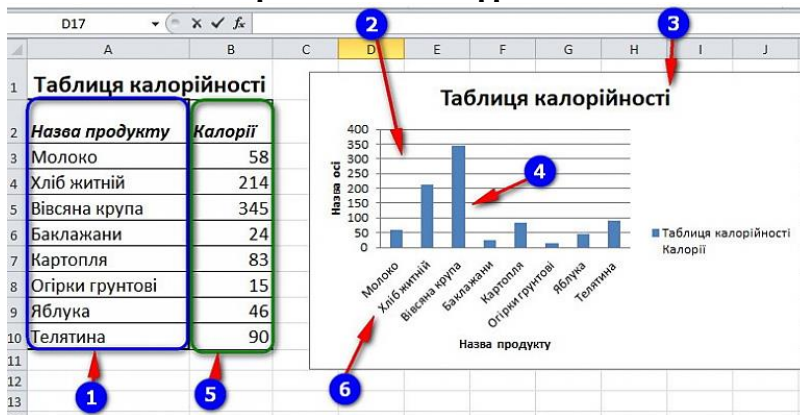 D17 fx
A B C D E F G H I J
1 Таблиця калорійності
2 Назва продукту Калорії
3 Молоко 58
4 Хліб житній 214
5 Вівсяна крупа 345
6 Баклажани 24
7 Картопля 83
8 Огірки грунтові 15
9 Яблука 46
10 Телятина 90
11
12
13
1
5
2
3
4
6
Таблиця калорійності
Назва осі
400
350
300
250
200
150
100
50
0
Молоко
Хліб житній
Вівсяна крупа
Баклажани
Картопля
Огірки грунтові
Яблука
Телятина
Назва продукту
Таблиця калорійності
Калорії